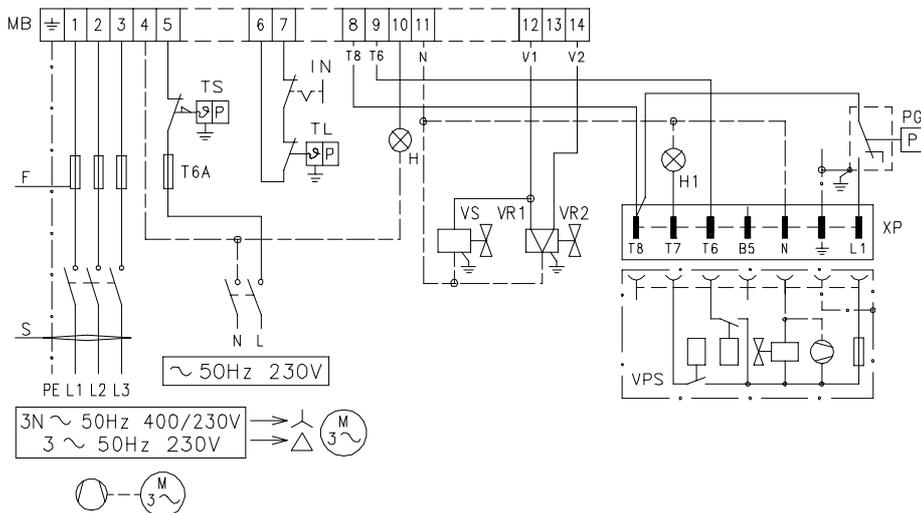 MB ⏚ 1 2 3 4 5 6 7 8 9 10 11 12 13 14
T8 T6 N V1 V2
IN
TS
ϑ P
TL
ϑ P
T6A
H
PG
P
F
H1
VS VR1 VR2
XP
T8 T7 T6 B5 N ⏚ L1
S
N L
VPS
PE L1 L2 L3
~ 50Hz 230V
3N ~ 50Hz 400/230V
3 ~ 50Hz 230V
M
3~
M
3~